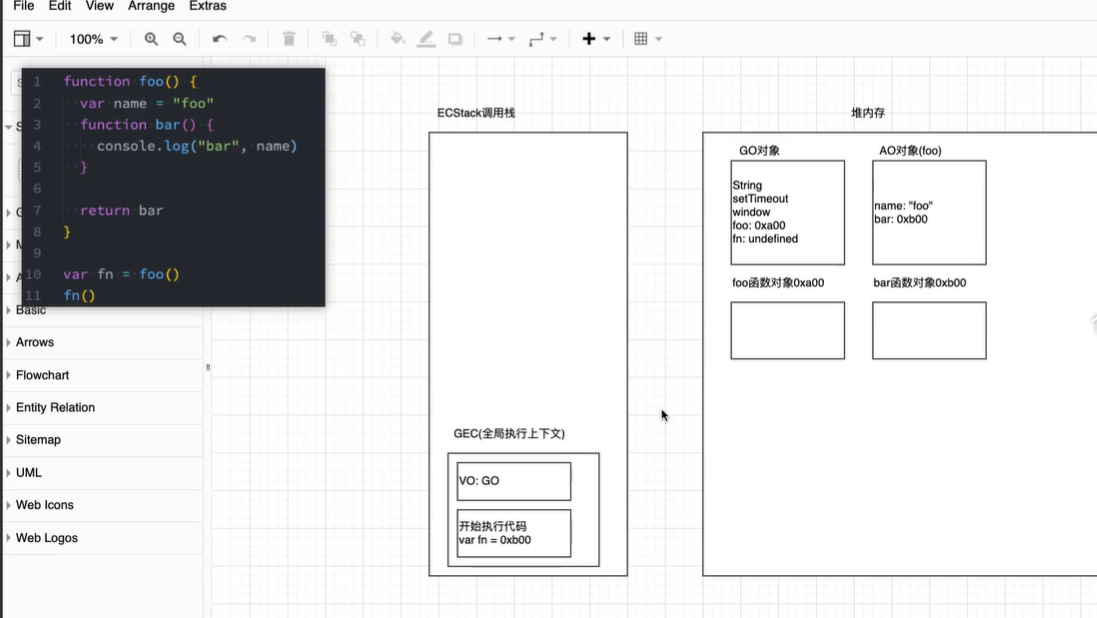 File Edit View Arrange Extras
100%
1 function foo() {
2 var name = "foo"
3 function bar() {
4 console.log("bar", name)
5 }
6
7 return bar
8 }
9
10 var fn = foo()
11 fn()
Basic
Arrows
Flowchart
Entity Relation
Sitemap
UML
Web Icons
Web Logos
ECStack调用栈
GEC(全局执行上下文)
VO: GO
开始执行代码
var fn = 0xb00
堆内存
GO对象
String
setTimeout
window
foo: 0xa00
fn: undefined
AO对象(foo)
name: "foo"
bar: 0xb00
foo函数对象0xa00
bar函数对象0xb00